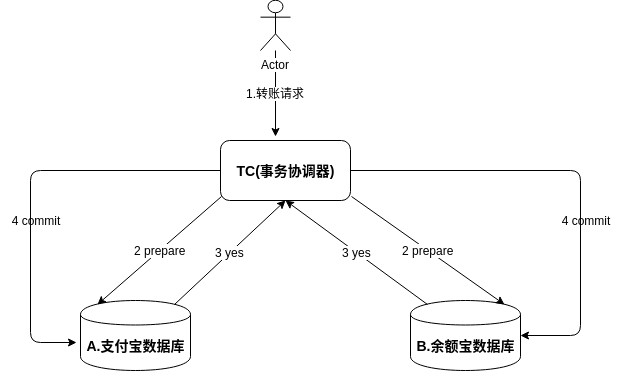 Actor
1.转账请求
TC(事务协调器)
4 commit
4 commit
2 prepare
3 yes
3 yes
2 prepare
A.支付宝数据库
B.余额宝数据库